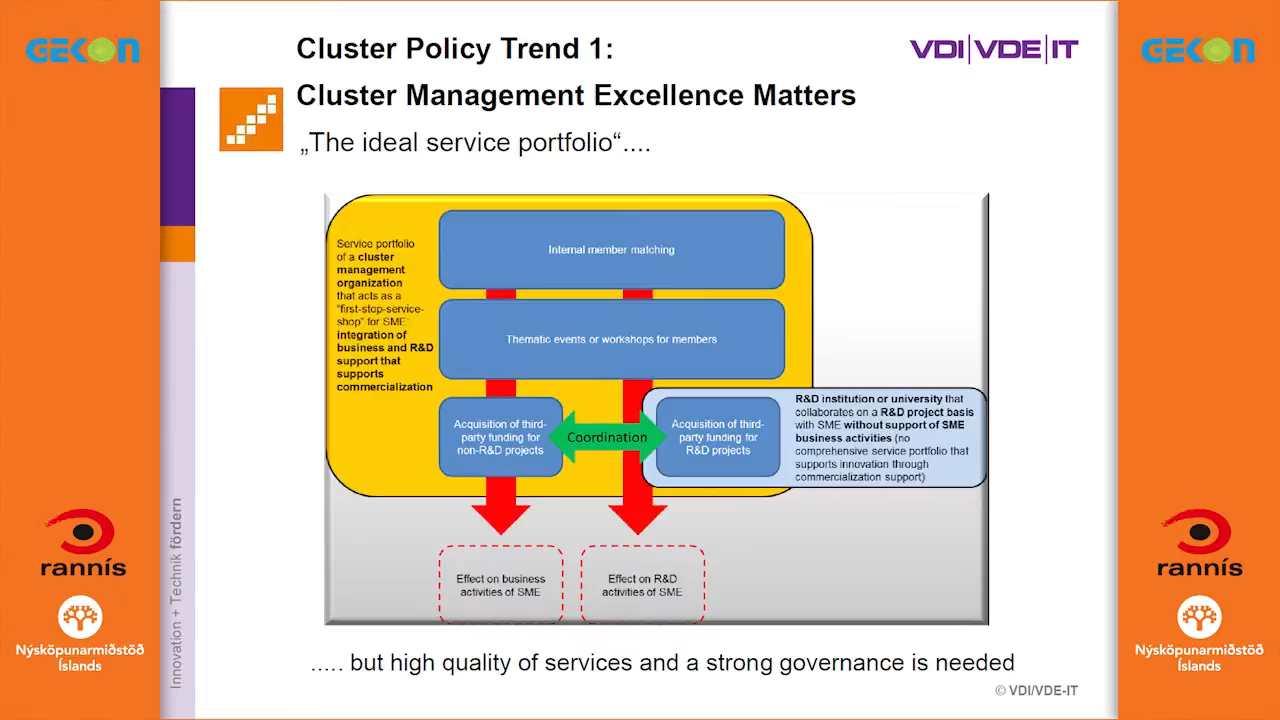 GEKON
Cluster Policy Trend 1:
VDI|VDE|IT
GEKON
Cluster Management Excellence Matters
„The ideal service portfolio“....
Service portfolio
of a cluster
management
organization
that acts as a
"first-stop-service-
shop" for SME:
integration of
business and R&D
support that
supports
commercialization
Internal member matching
Thematic events or workshops for members
Acquisition of third-
party funding for
non-R&D projects
Coordination
Acquisition of third-
party funding for
R&D projects
R&D institution or university that
collaborates on a R&D project basis
with SME without support of SME
business activities (no
comprehensive service portfolio that
supports innovation through
commercialization support)
Effect on business
activities of SME
Effect on R&D
activities of SME
..... but high quality of services and a strong governance is needed
© VDI/VDE-IT
Innovation + Technik fördern
rannís
Nýsköpunarmiðstöð
Íslands
rannís
Nýsköpunarmiðstöð
Íslands